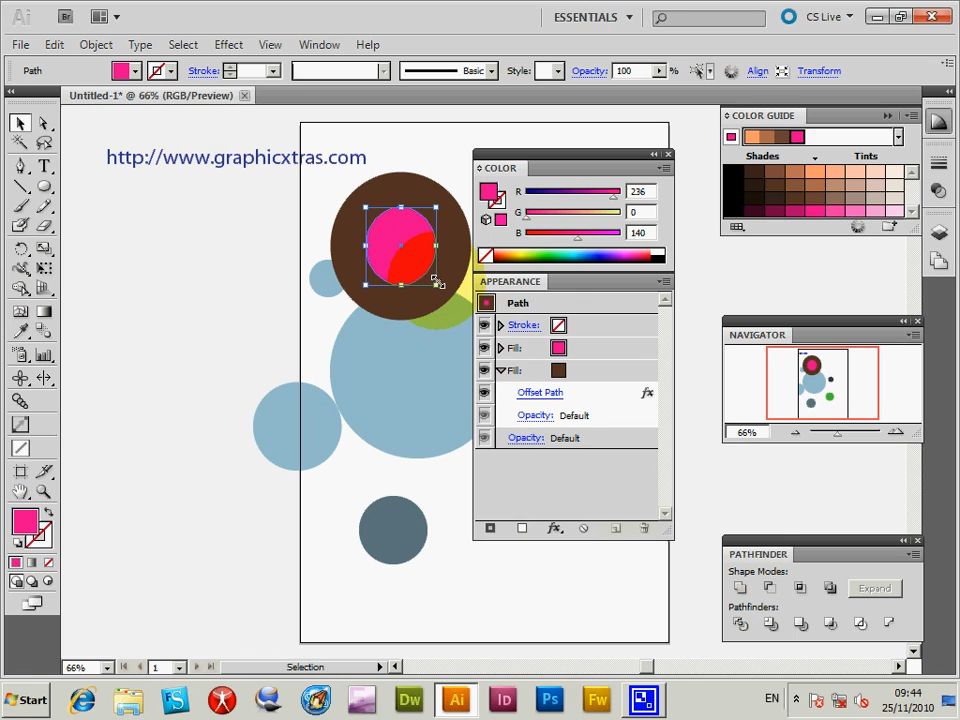 Ai
Br
ESSENTIALS
CS Live
File Edit Object Type Select Effect View Window Help
Path
Stroke:
Basic
Style:
Opacity:
100
%
Align
Transform
Untitled-1* @ 66% (RGB/Preview)
http://www.graphicxtras.com
COLOR GUIDE
Shades
Tints
COLOR
R
236
G
0
B
140
APPEARANCE
Path
Stroke:
Fill:
Fill:
Offset Path
fx
Opacity: Default
Opacity: Default
fx.
NAVIGATOR
66%
PATHFINDER
Shape Modes:
Expand
Pathfinders:
66%
1
Selection
Start
FS
Dw
Ai
Id
Ps
Fw
EN
09:44
25/11/2010